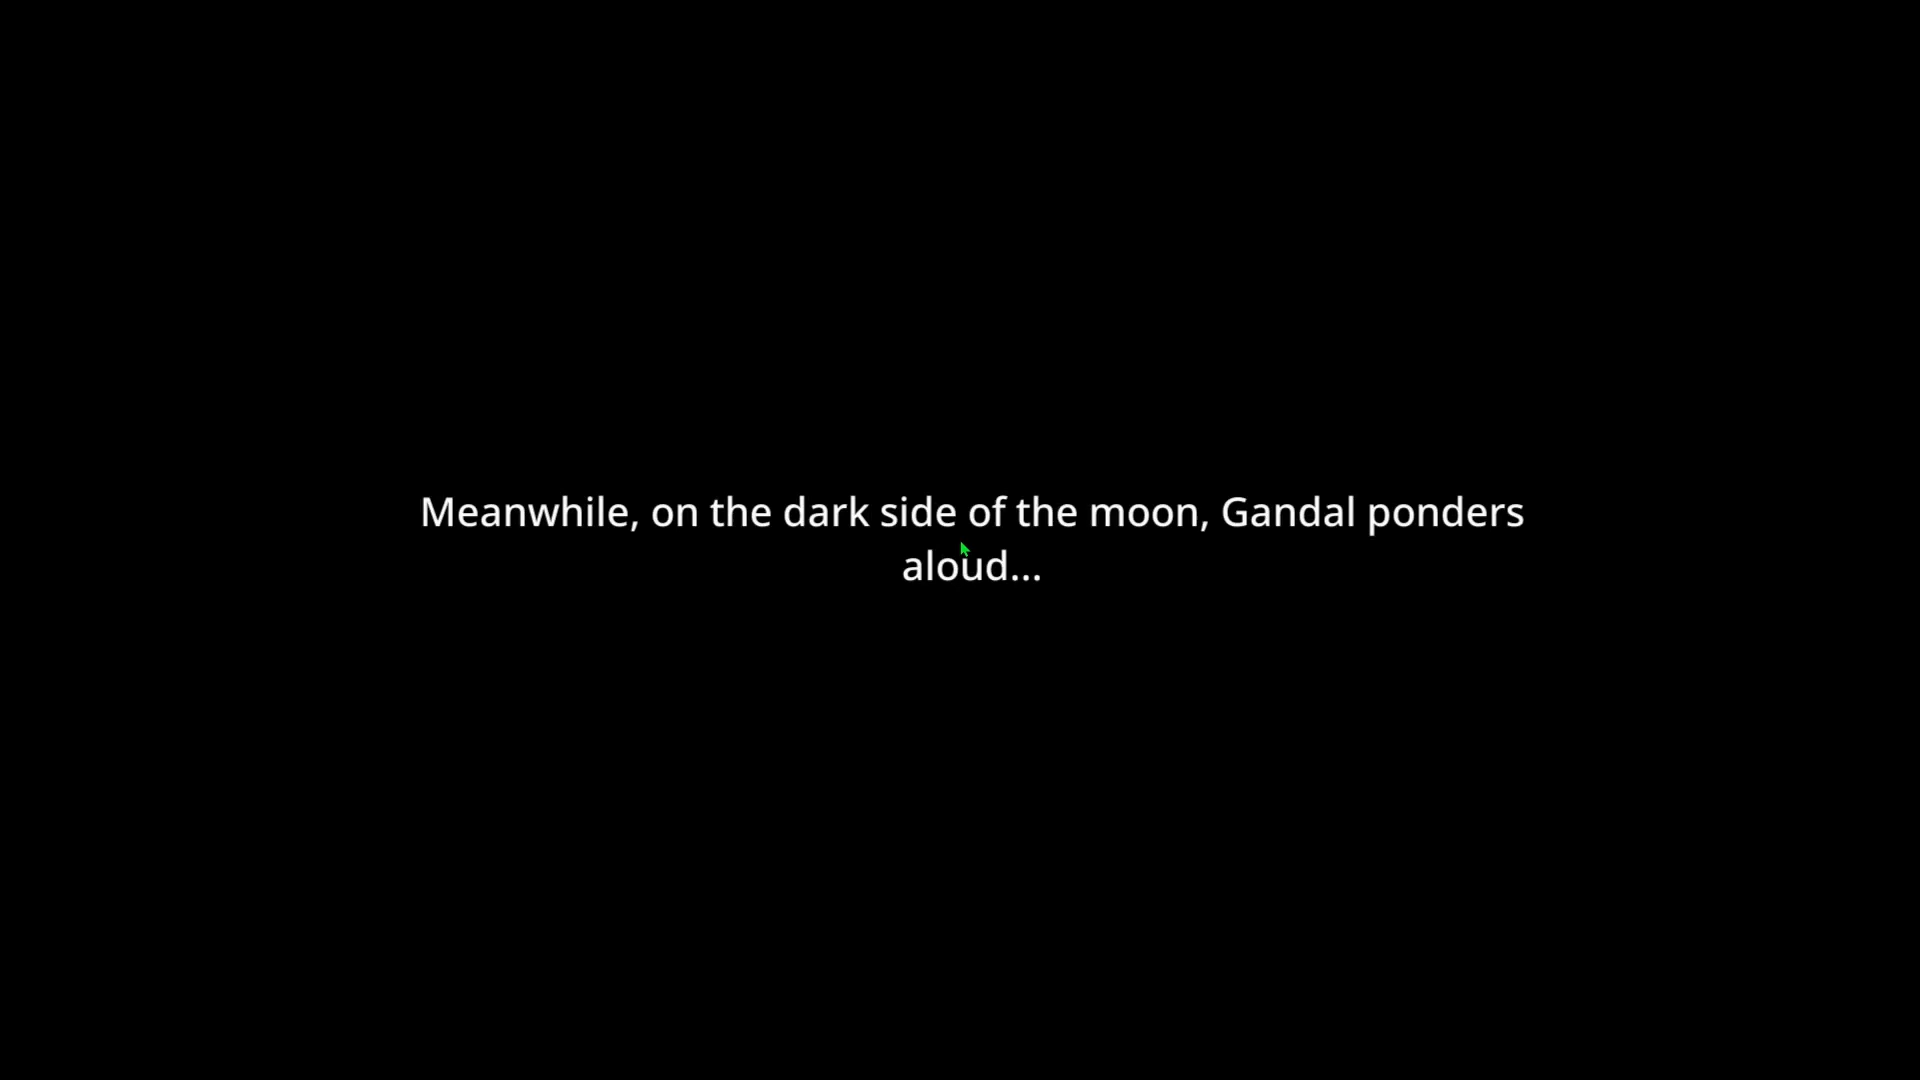 Meanwhile, on the dark side of the moon, Gandal ponders
aloud...